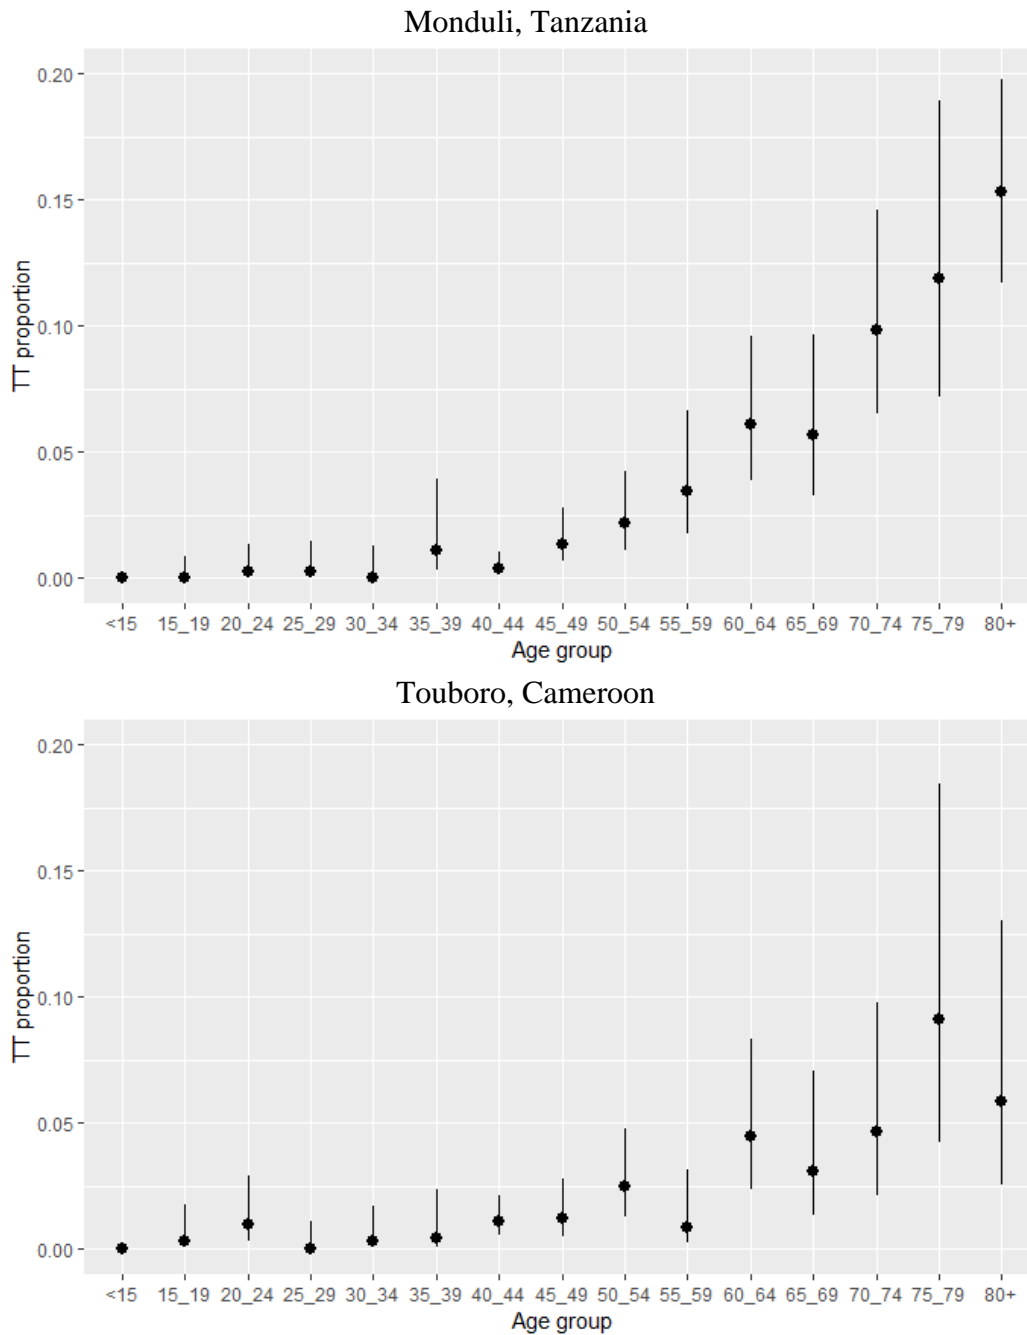 Monduli, Tanzania
0.20
0.15
0.10
0.05
0.00
TT proportion
<15 15_19 20_24 25_29 30_34 35_39 40_44 45_49 50_54 55_59 60_64 65_69 70_74 75_79 80+
Age group
Touboro, Cameroon
0.20
0.15
0.10
0.05
0.00
TT proportion
<15 15_19 20_24 25_29 30_34 35_39 40_44 45_49 50_54 55_59 60_64 65_69 70_74 75_79 80+
Age group